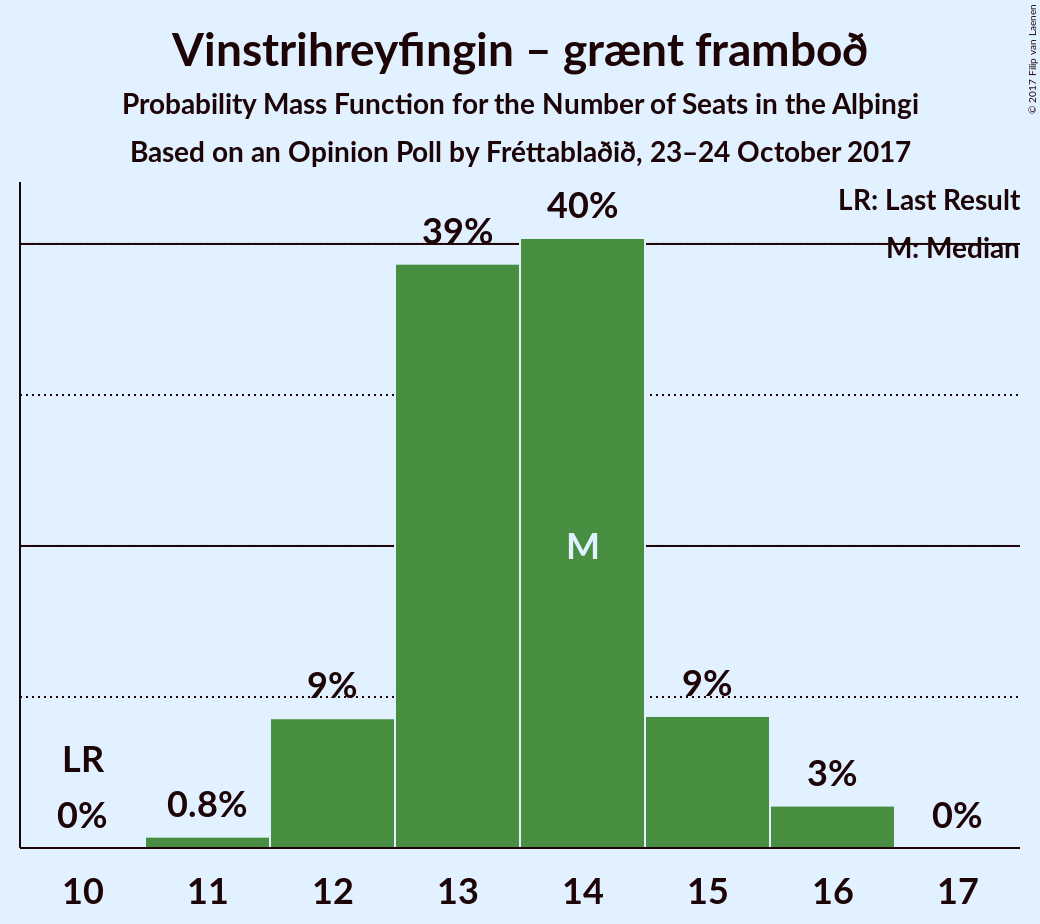 Vinstrihreyfingin – grænt framboð
Probability Mass Function for the Number of Seats in the Alþingi
Based on an Opinion Poll by Fréttablaðið, 23–24 October 2017
© 2017 Filip van Laenen
LR: Last Result
M: Median
0% 0.8% 9% 39% 40% 9% 3% 0%
LR
M
10 11 12 13 14 15 16 17